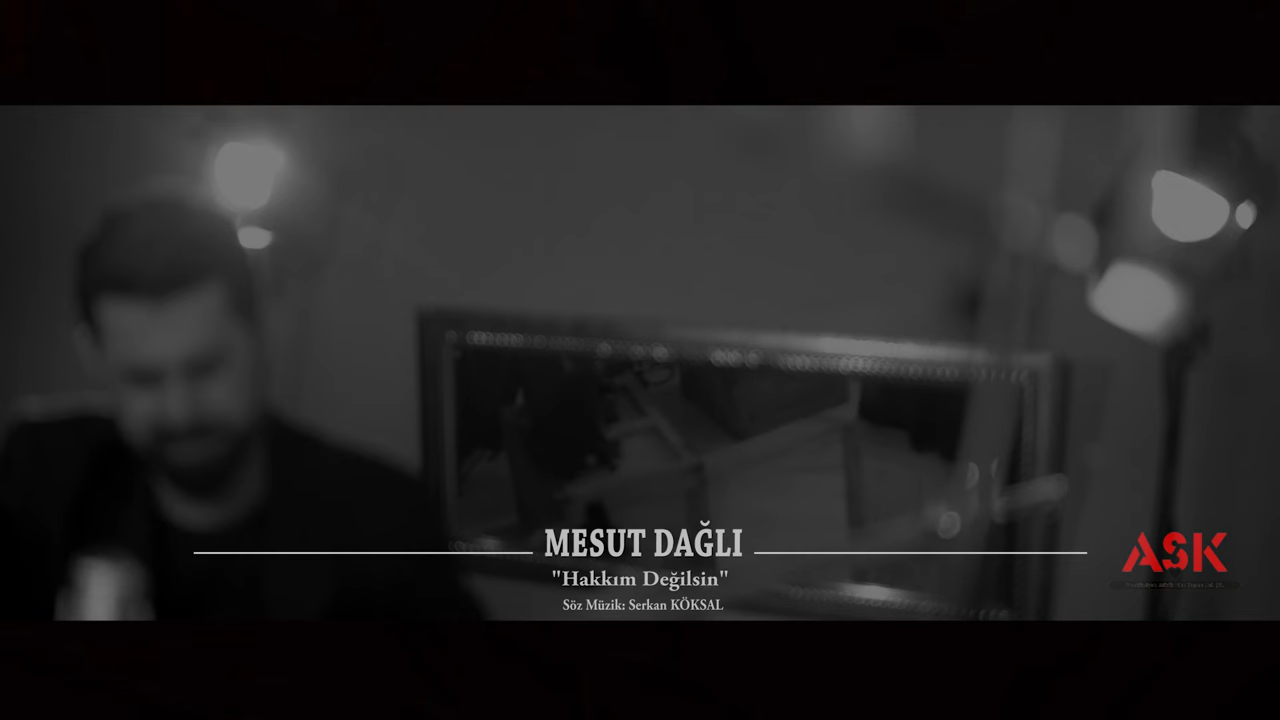 MESUT DAĞLI
"Hakkım Değilsin"
Söz Müzik: Serkan KÖKSAL
ASK